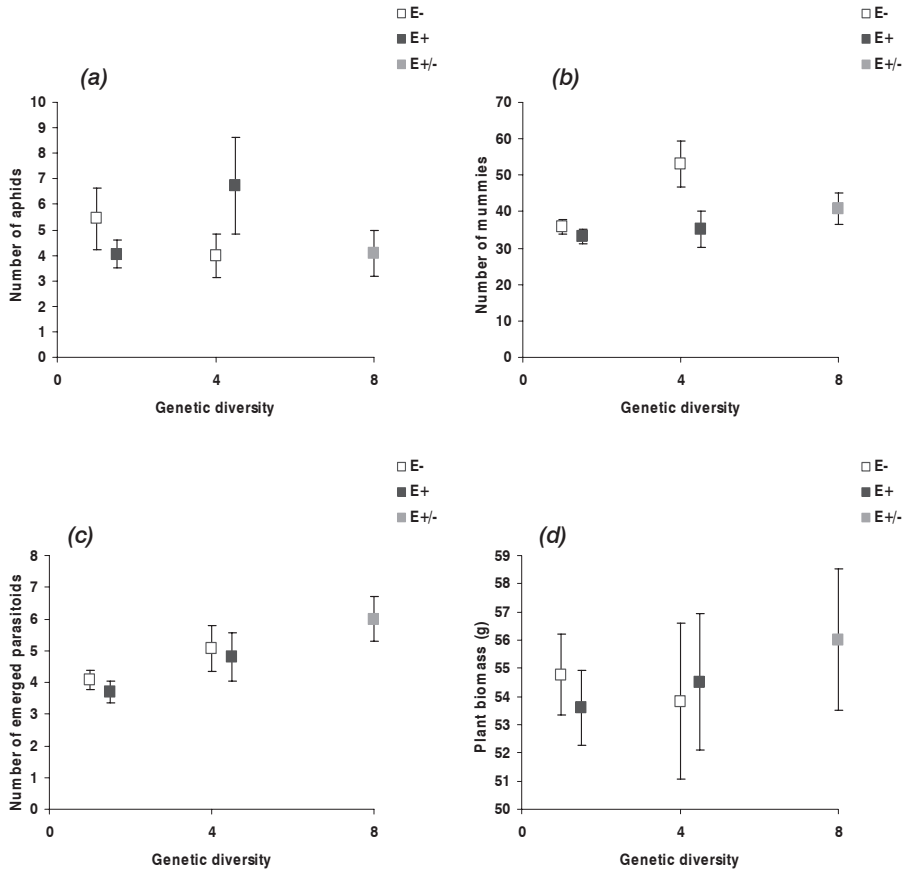 E-
E+
E+/-
(a)
10
9
8
7
6
5
4
3
2
1
0
Number of aphids
0 4 8
Genetic diversity
E-
E+
E+/-
(b)
70
60
50
40
30
20
10
0
Number of mummies
0 4 8
Genetic diversity
E-
E+
E+/-
(c)
8
7
6
5
4
3
2
1
0
Number of emerged parasitoids
0 4 8
Genetic diversity
E-
E+
E+/-
(d)
59
58
57
56
55
54
53
52
51
50
Plant biomass (g)
0 4 8
Genetic diversity